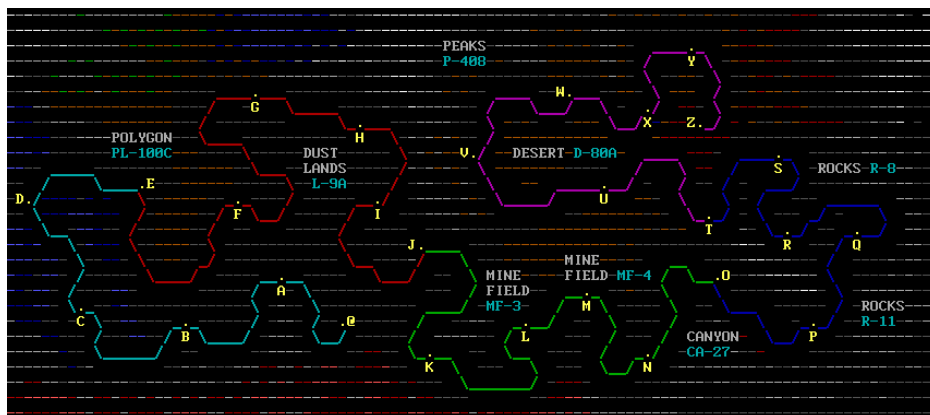 PEAKS
P-408
Y
W.
G
X
Z.
H
POLYGON
PL-100C
DUST
LANDS
L-9A
V.
DESERT D-80A
S
ROCKS R-8
.E
D.
U
F
I
T
R
Q
J.
MINE
FIELD MF-4
MINE
FIELD
MF-3
.O
A
M
C
ROCKS
R-11
.@
B
L
P
CANYON
CA-27
K
N